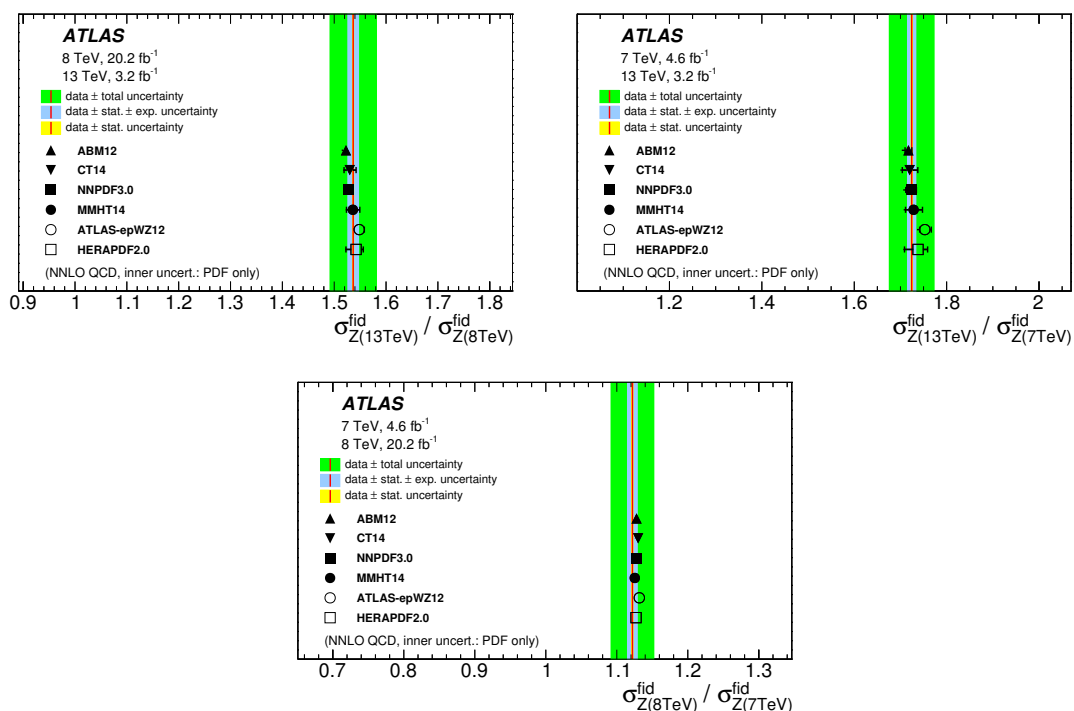 ATLAS
8 TeV, 20.2 fb⁻¹
13 TeV, 3.2 fb⁻¹
data ± total uncertainty
data ± stat. ± exp. uncertainty
data ± stat. uncertainty
ABM12
CT14
NNPDF3.0
MMHT14
ATLAS-epWZ12
HERAPDF2.0
(NNLO QCD, inner uncert.: PDF only)
0.9 1 1.1 1.2 1.3 1.4 1.5 1.6 1.7 1.8
σ^fid_Z(13TeV) / σ^fid_Z(8TeV)
ATLAS
7 TeV, 4.6 fb⁻¹
13 TeV, 3.2 fb⁻¹
data ± total uncertainty
data ± stat. ± exp. uncertainty
data ± stat. uncertainty
ABM12
CT14
NNPDF3.0
MMHT14
ATLAS-epWZ12
HERAPDF2.0
(NNLO QCD, inner uncert.: PDF only)
1.2 1.4 1.6 1.8 2
σ^fid_Z(13TeV) / σ^fid_Z(7TeV)
ATLAS
7 TeV, 4.6 fb⁻¹
8 TeV, 20.2 fb⁻¹
data ± total uncertainty
data ± stat. ± exp. uncertainty
data ± stat. uncertainty
ABM12
CT14
NNPDF3.0
MMHT14
ATLAS-epWZ12
HERAPDF2.0
(NNLO QCD, inner uncert.: PDF only)
0.7 0.8 0.9 1 1.1 1.2 1.3
σ^fid_Z(8TeV) / σ^fid_Z(7TeV)